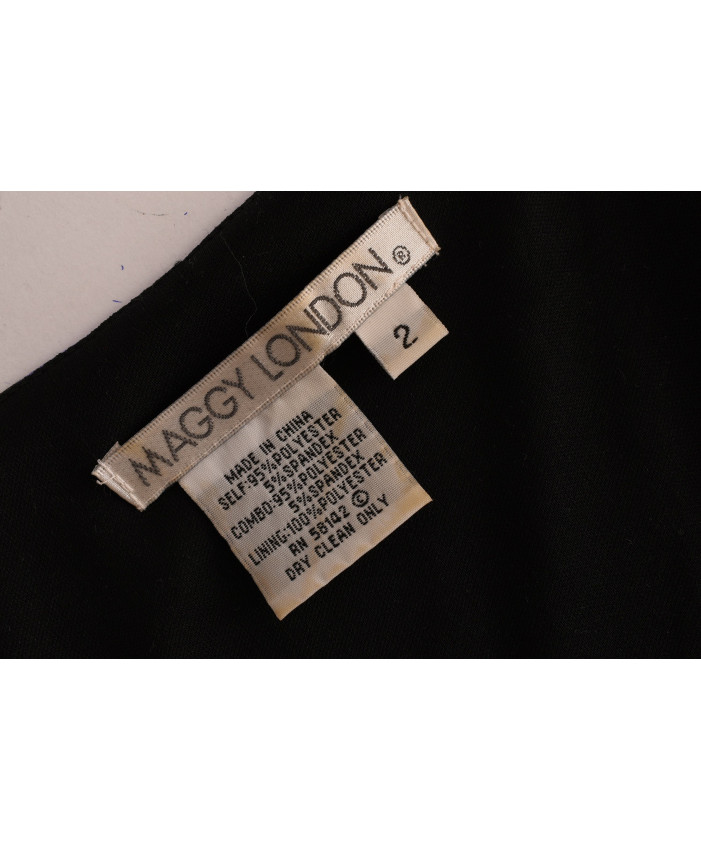 MAGGY LONDON ®
2
MADE IN CHINA
SELF:95%POLYESTER
5%SPANDEX
COMBO:95%POLYESTER
5%SPANDEX
LINING:100%POLYESTER
RN 58142 ©
DRY CLEAN ONLY